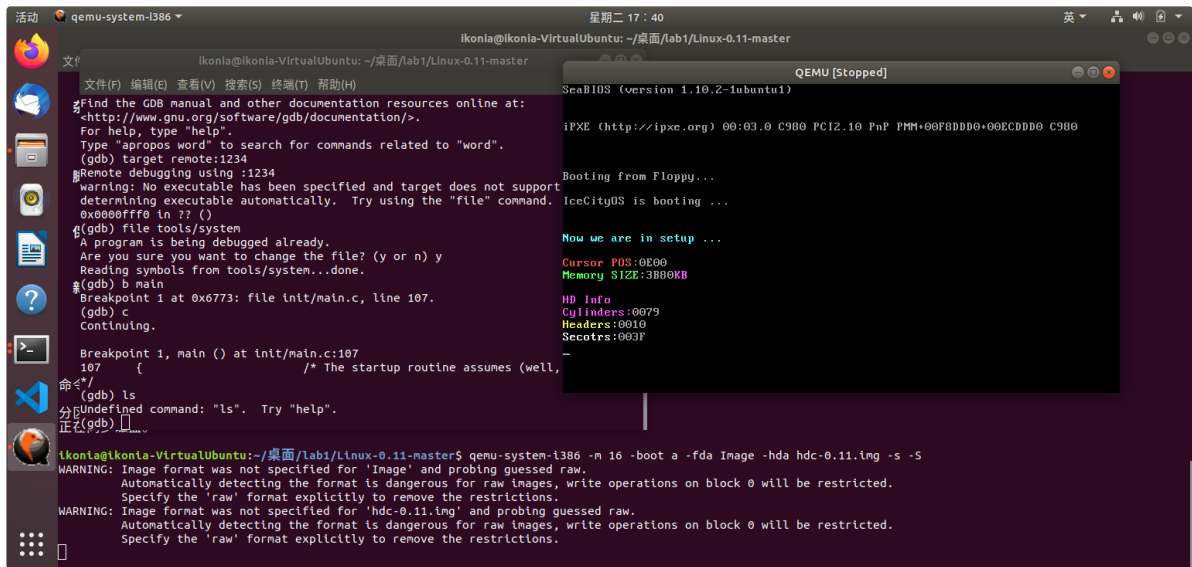 活动
qemu-system-i386
星期二 17：40
英
ikonia@ikonia-VirtualUbuntu: ~/桌面/lab1/Linux-0.11-master
ikonia@ikonia-VirtualUbuntu: ~/桌面/lab1/Linux-0.11-master
文件(F) 编辑(E) 查看(V) 搜索(S) 终端(T) 帮助(H)
Find the GDB manual and other documentation resources online at:
<http://www.gnu.org/software/gdb/documentation/>.
For help, type "help".
Type "apropos word" to search for commands related to "word".
(gdb) target remote:1234
Remote debugging using :1234
warning: No executable has been specified and target does not support
determining executable automatically.  Try using the "file" command.
0x0000fff0 in ?? ()
(gdb) file tools/system
A program is being debugged already.
Are you sure you want to change the file? (y or n) y
Reading symbols from tools/system...done.
(gdb) b main
Breakpoint 1 at 0x6773: file init/main.c, line 107.
(gdb) c
Continuing.
Breakpoint 1, main () at init/main.c:107
107     {                       /* The startup routine assumes (well,
*/
(gdb) ls
Undefined command: "ls".  Try "help".
(gdb)
QEMU [Stopped]
SeaBIOS (version 1.10.2-1ubuntu1)
iPXE (http://ipxe.org) 00:03.0 C980 PCI2.10 PnP PMM+00F8DDD0+00ECDDD0 C980
Booting from Floppy...
IceCityOS is booting ...
Now we are in setup ...
Cursor POS:0E00
Memory SIZE:3B80KB
HD Info
Cylinders:0079
Headers:0010
Secotrs:003F
ikonia@ikonia-VirtualUbuntu:~/桌面/lab1/Linux-0.11-master$ qemu-system-i386 -m 16 -boot a -fda Image -hda hdc-0.11.img -s -S
WARNING: Image format was not specified for 'Image' and probing guessed raw.
Automatically detecting the format is dangerous for raw images, write operations on block 0 will be restricted.
Specify the 'raw' format explicitly to remove the restrictions.
WARNING: Image format was not specified for 'hdc-0.11.img' and probing guessed raw.
Automatically detecting the format is dangerous for raw images, write operations on block 0 will be restricted.
Specify the 'raw' format explicitly to remove the restrictions.